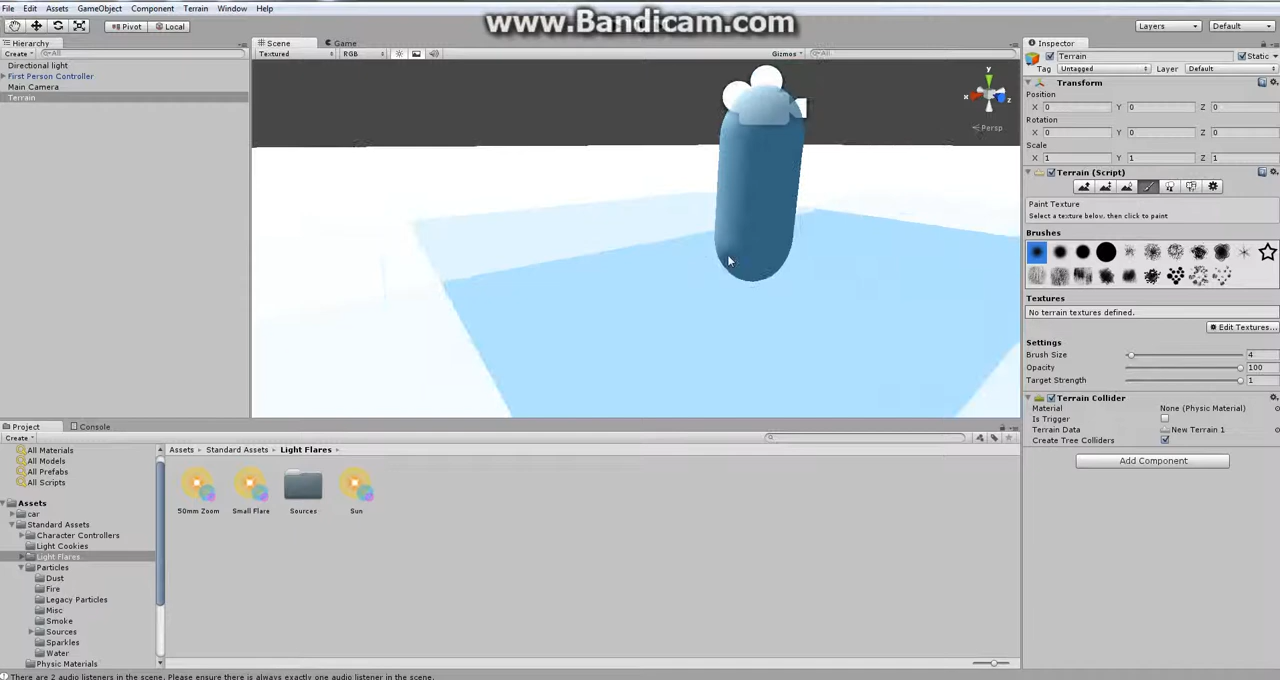 www.Bandicam.com
File Edit Assets GameObject Component Terrain Window Help
Pivot Local Layers Default
Hierarchy
Create All
Directional light
First Person Controller
Main Camera
Terrain
Scene Game
Textured RGB Gizmos All
y
x
z
Persp
Inspector
Terrain Static
Tag Untagged Layer Default
Transform
Position
X 0 Y 0 Z 0
Rotation
X 0 Y 0 Z 0
Scale
X 1 Y 1 Z 1
Terrain (Script)
Paint Texture
Select a texture below, then click to paint
Brushes
Textures
No terrain textures defined.
Edit Textures...
Settings
Brush Size 4
Opacity 100
Target Strength 1
Terrain Collider
Material None (Physic Material)
Is Trigger
Terrain Data New Terrain 1
Create Tree Colliders
Add Component
Project Console
Create
All Materials
All Models
All Prefabs
All Scripts
Assets
car
Standard Assets
Character Controllers
Light Cookies
Light Flares
Particles
Dust
Fire
Legacy Particles
Misc
Smoke
Sources
Sparkles
Water
Physic Materials
Assets Standard Assets Light Flares
50mm Zoom Small Flare Sources Sun
There are 2 audio listeners in the scene. Please ensure there is always exactly one audio listener in the scene.